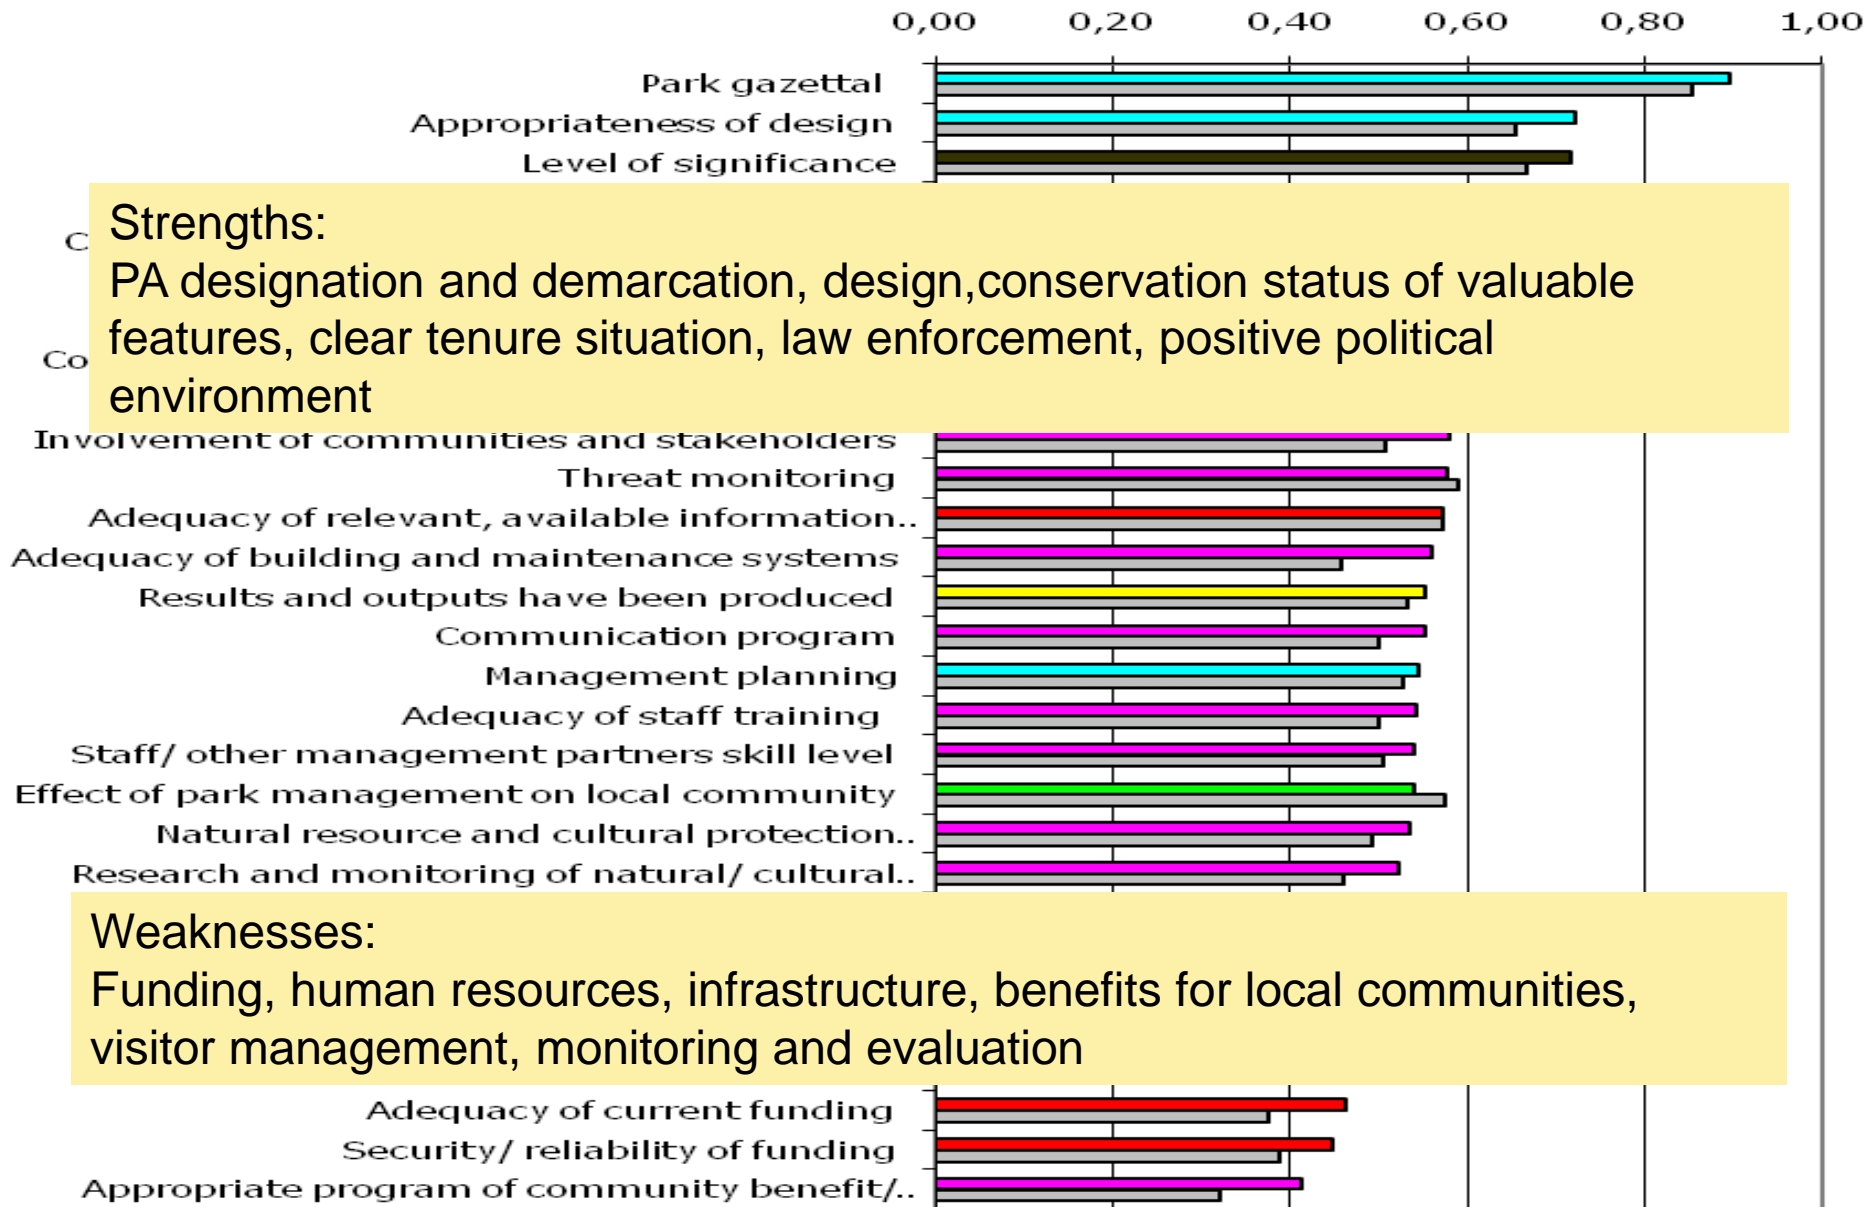 0,00 0,20 0,40 0,60 0,80 1,00
Park gazettal
Appropriateness of design
Level of significance
Strengths:
PA designation and demarcation, design,conservation status of valuable
features, clear tenure situation, law enforcement, positive political
environment
C
Co
Involvement of communities and stakeholders
Threat monitoring
Adequacy of relevant, available information..
Adequacy of building and maintenance systems
Results and outputs have been produced
Communication program
Management planning
Adequacy of staff training
Staff/ other management partners skill level
Effect of park management on local community
Natural resource and cultural protection..
Research and monitoring of natural/ cultural..
Weaknesses:
Funding, human resources, infrastructure, benefits for local communities,
visitor management, monitoring and evaluation
Adequacy of current funding
Security/ reliability of funding
Appropriate program of community benefit/..